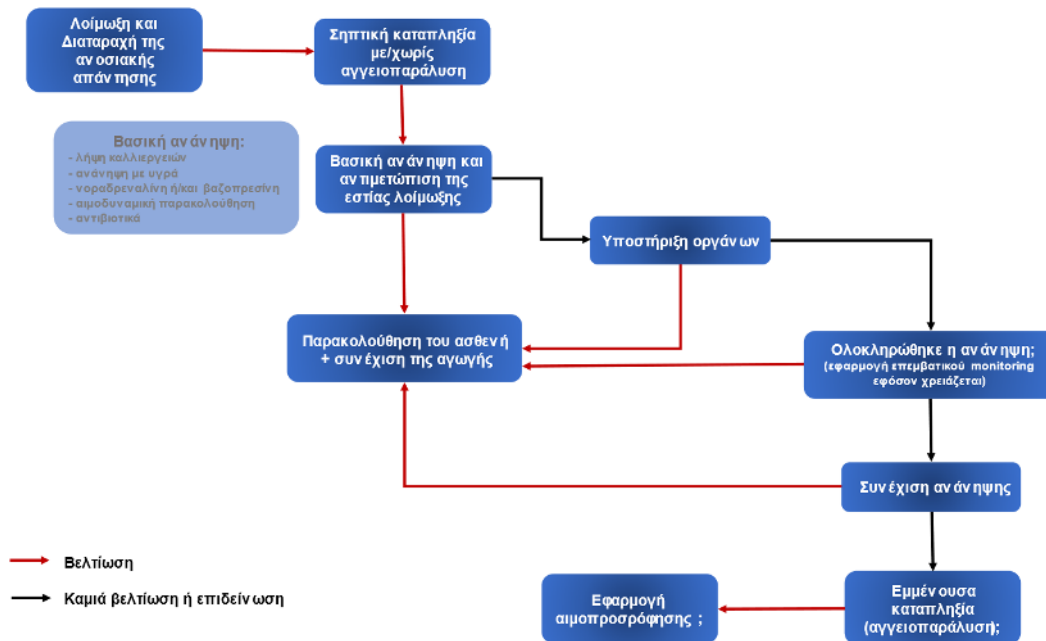 Λοίμωξη και
Διαταραχή της
ανοσιακής
απάντησης
Σηπτική καταπληξία
με/χωρίς
αγγειοπαράλυση
Βασική ανάνηψη:
- λήψη καλλιεργειών
- ανάνηψη με υγρά
- νοραδρεναλίνη ή/και βαζοπρεσίνη
- αιμοδυναμική παρακολούθηση
- αντιβιοτικά
Βασική ανάνηψη και
αντιμετώπιση της
εστίας λοίμωξης
Υποστήριξη οργάνων
Παρακολούθηση του ασθενή
+ συνέχιση της αγωγής
Ολοκληρώθηκε η ανάνηψη;
(εφαρμογή επεμβατικού monitoring
εφόσον χρειάζεται)
Συνέχιση ανάνηψης
Βελτίωση
Καμιά βελτίωση ή επιδείνωση
Εφαρμογή
αιμοπροσρόφησης ;
Εμμένουσα
καταπληξία
(αγγειοπαράλυση);